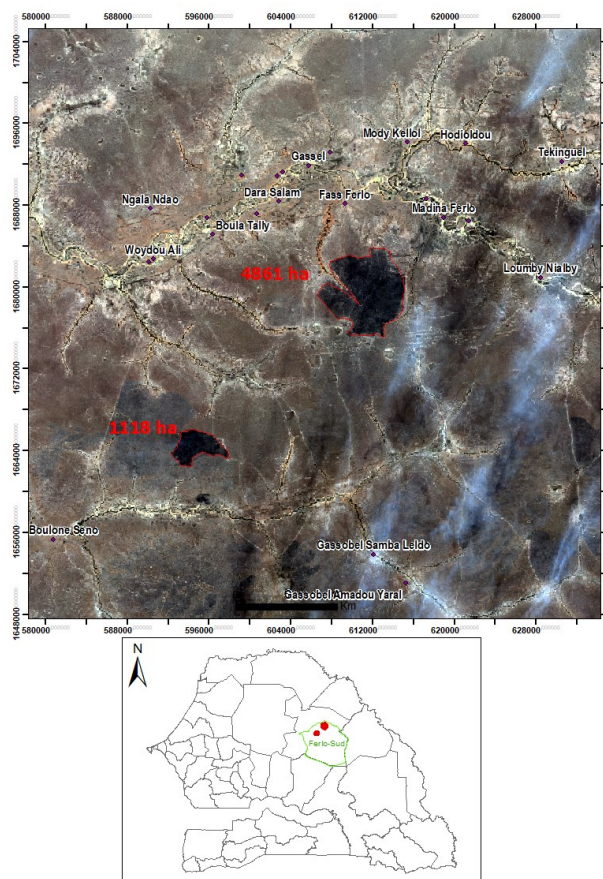 580000 588000 596000 604000 612000 620000 628000
1704000
1696000
1688000
1680000
1672000
1664000
1656000
1648000
Mody Kellol
Hodioldou
Gassel
Tekinguel
Ngala Ndao
Dara Salam
Fass Ferlo
Madina Ferlo
Boula Tally
Woydou Ali
4861 ha
Loumby Nialby
1118 ha
Boulone Seno
Gassobel Samba Leldo
Gassobel Amadou Yaral
Km
580000 588000 596000 604000 612000 620000 628000
N
Ferlo-Sud